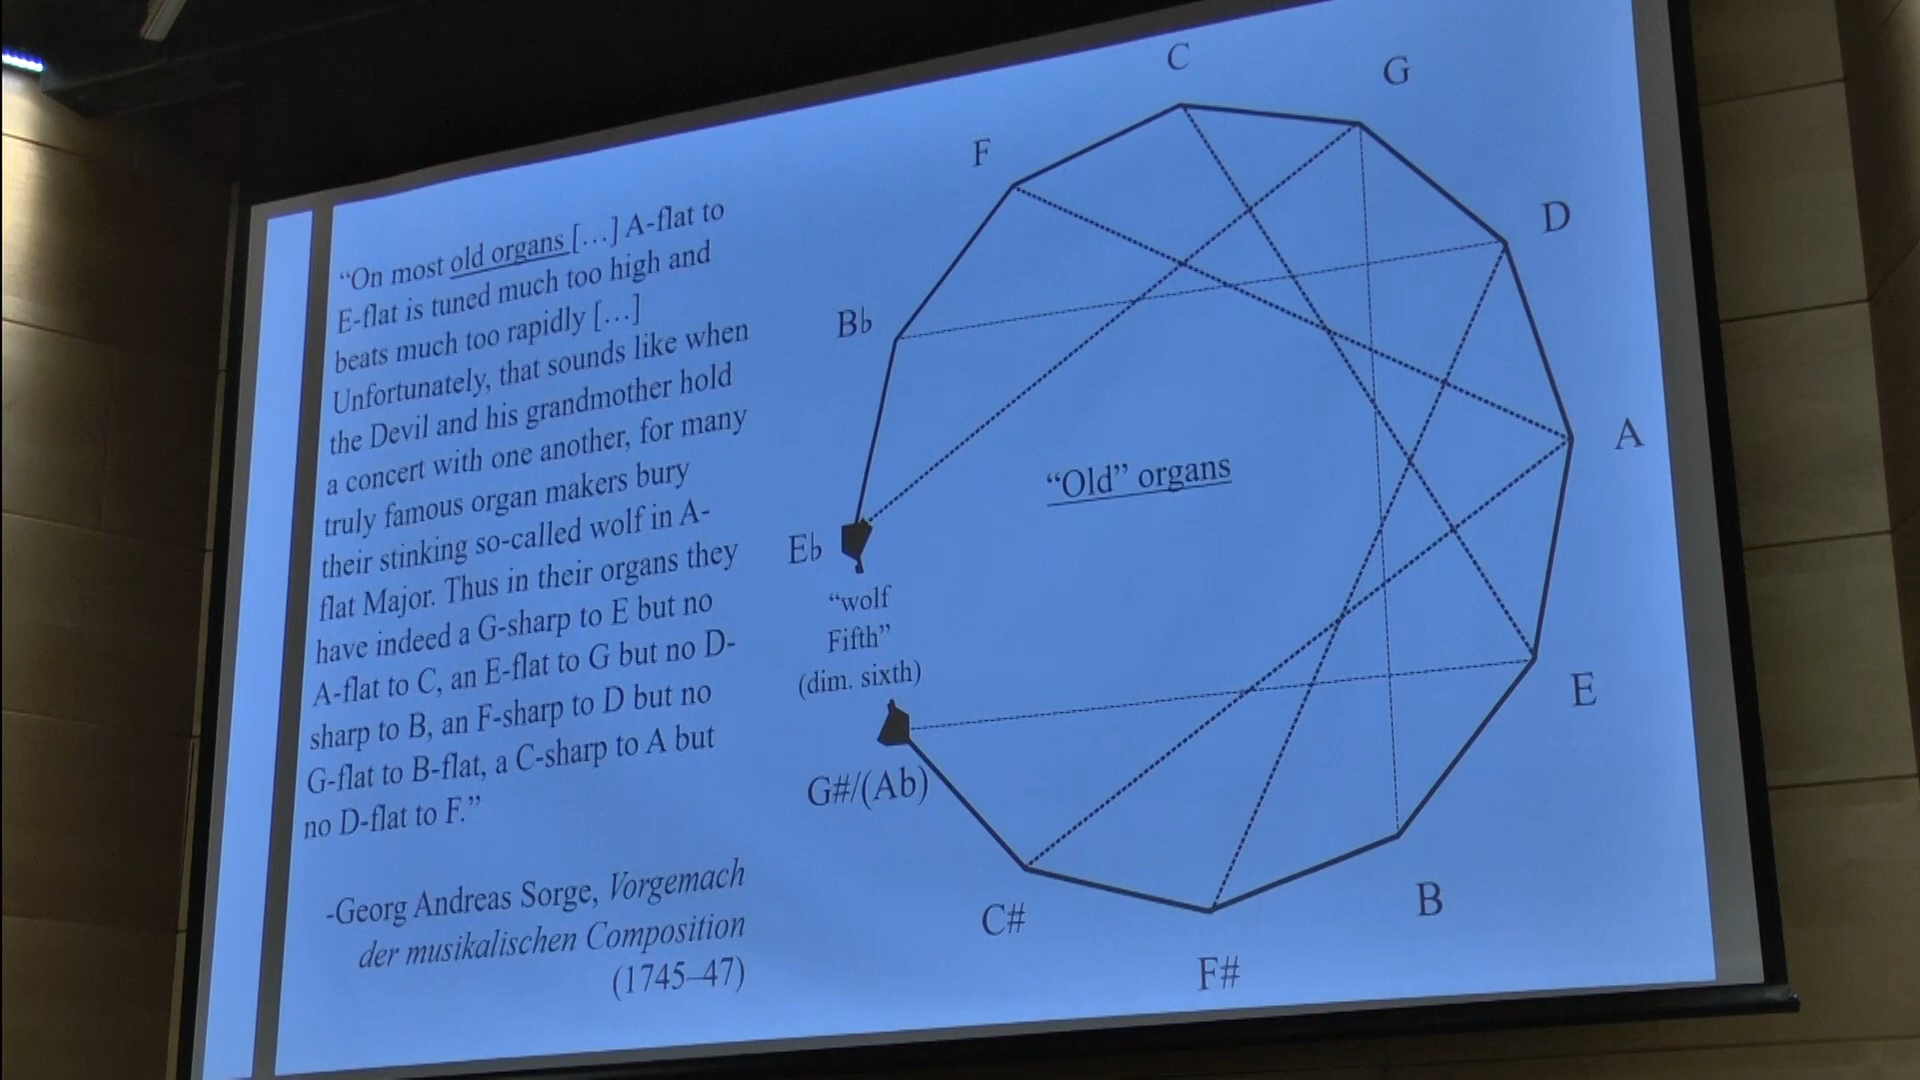 “On most old organs […] A-flat to
E-flat is tuned much too high and
beats much too rapidly […]
Unfortunately, that sounds like when
the Devil and his grandmother hold
a concert with one another, for many
truly famous organ makers bury
their stinking so-called wolf in A-
flat Major. Thus in their organs they
have indeed a G-sharp to E but no
A-flat to C, an E-flat to G but no D-
sharp to B, an F-sharp to D but no
G-flat to B-flat, a C-sharp to A but
no D-flat to F.”
-Georg Andreas Sorge, Vorgemach
der musikalischen Composition
(1745–47)
C
G
D
A
E
B
F#
C#
G#/(Ab)
“wolf
Fifth”
(dim. sixth)
E♭
B♭
F
“Old” organs